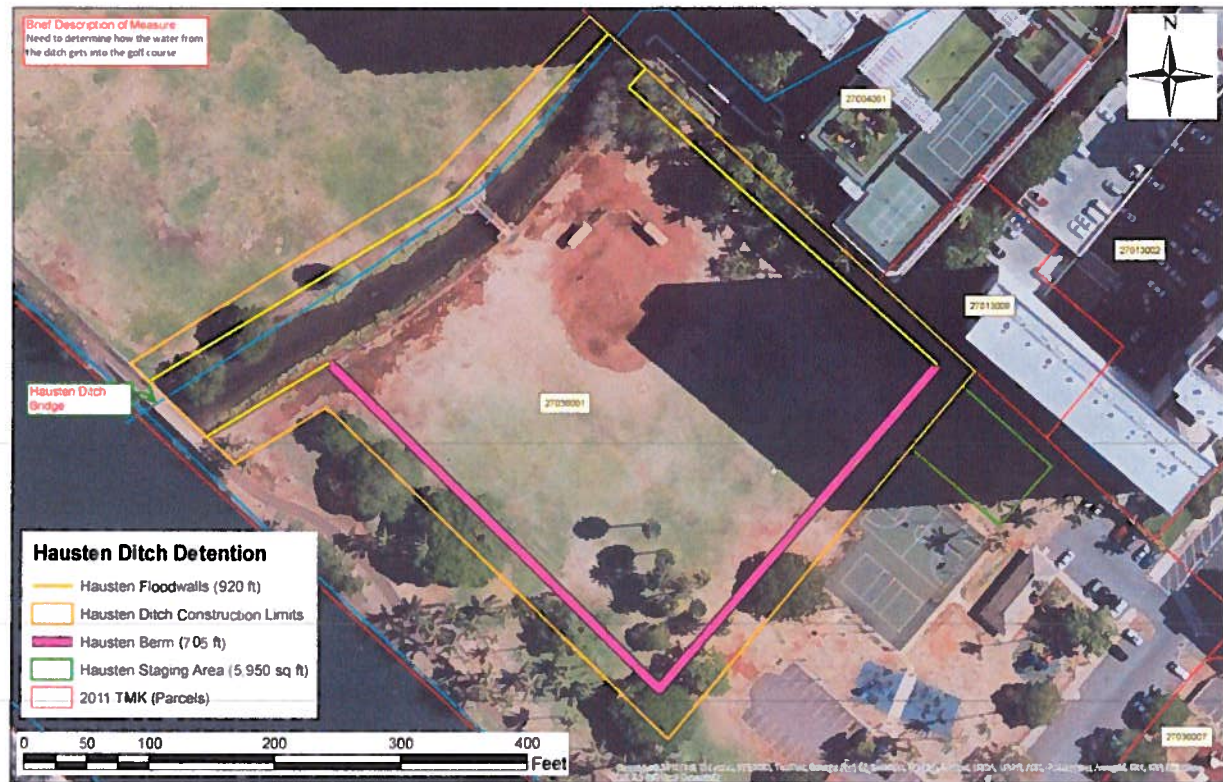 Brief Description of Measure
Need to determine how the water from
the ditch gets into the golf course
N
27004001
27013002
27013009
27036001
Hausten Ditch
Bridge
Hausten Ditch Detention
Hausten Floodwalls (920 ft)
Hausten Ditch Construction Limits
Hausten Berm (705 ft)
Hausten Staging Area (5,950 sq ft)
2011 TMK (Parcels)
27036007
0 50 100 200 300 400
Feet